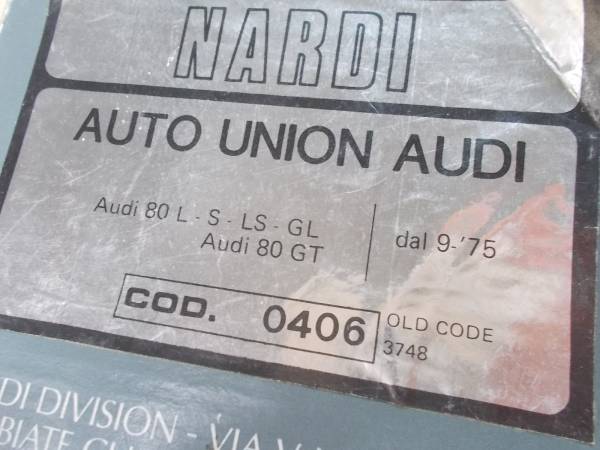 NARDI
AUTO UNION AUDI
Audi 80 L - S - LS - GL
Audi 80 GT
dal 9-'75
COD. 0406
OLD CODE
3748
DI DIVISION - VIA